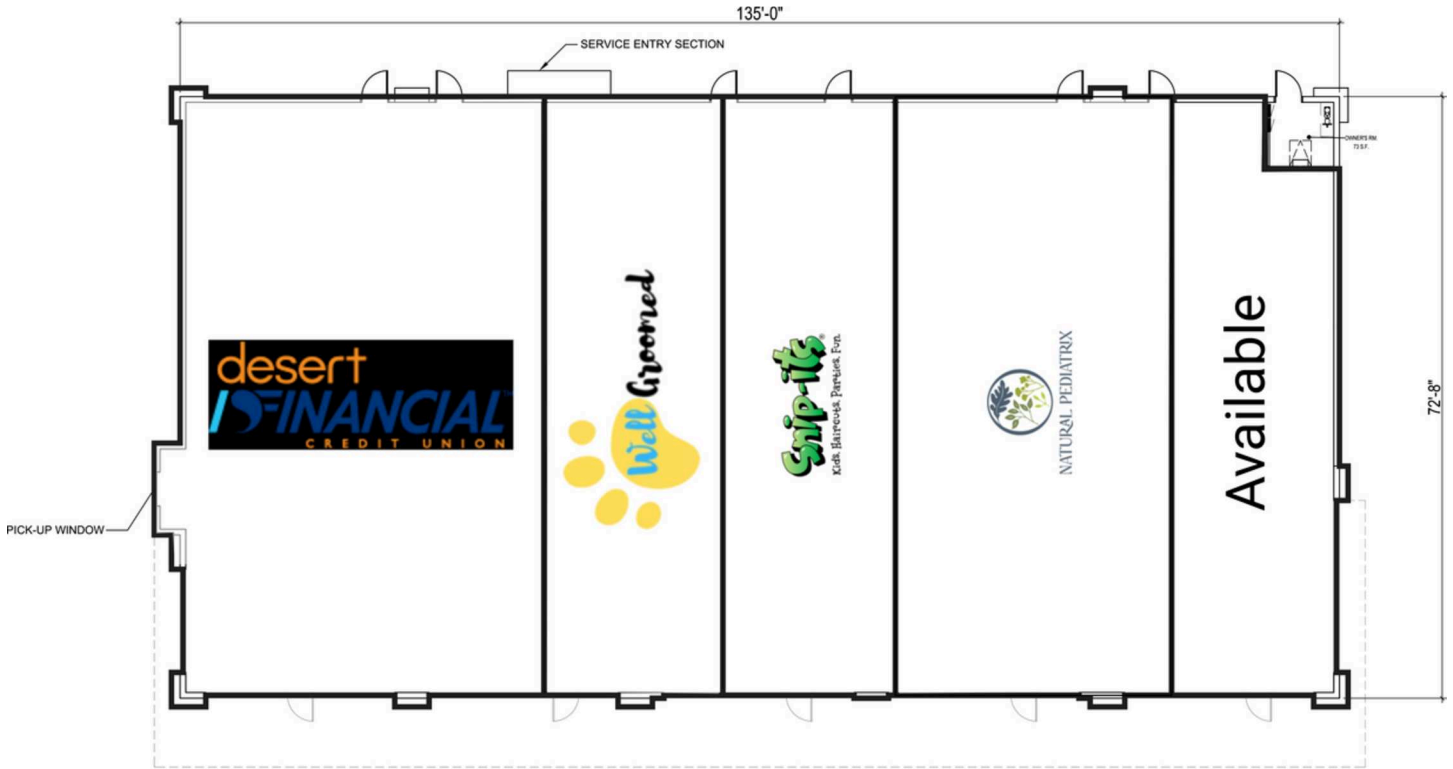 135'-0"
SERVICE ENTRY SECTION
OWNER'S RM.
73 S.F.
72'-8"
desert
FINANCIAL
CREDIT UNION
Well Groomed
Snip-its®
Kids, Haircuts, Parties, Fun.
NATURAL PEDIATRIX
Available
PICK-UP WINDOW